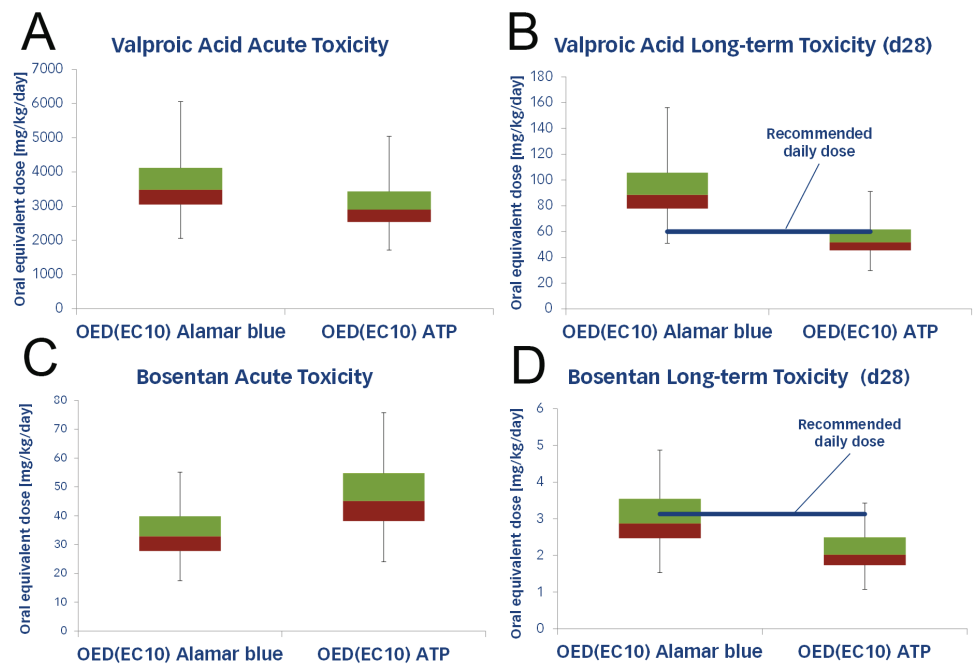 A
Valproic Acid Acute Toxicity
Oral equivalent dose [mg/kg/day]
7000
6000
5000
4000
3000
2000
1000
0
OED(EC10) Alamar blue
OED(EC10) ATP
B
Valproic Acid Long-term Toxicity (d28)
Oral equivalent dose [mg/kg/day]
180
160
140
120
100
80
60
40
20
0
Recommended
daily dose
OED(EC10) Alamar blue
OED(EC10) ATP
C
Bosentan Acute Toxicity
Oral equivalent dose [mg/kg/day]
80
70
60
50
40
30
20
10
0
OED(EC10) Alamar blue
OED(EC10) ATP
D
Bosentan Long-term Toxicity (d28)
Oral equivalent dose [mg/kg/day]
6
5
4
3
2
1
0
Recommended
daily dose
OED(EC10) Alamar blue
OED(EC10) ATP